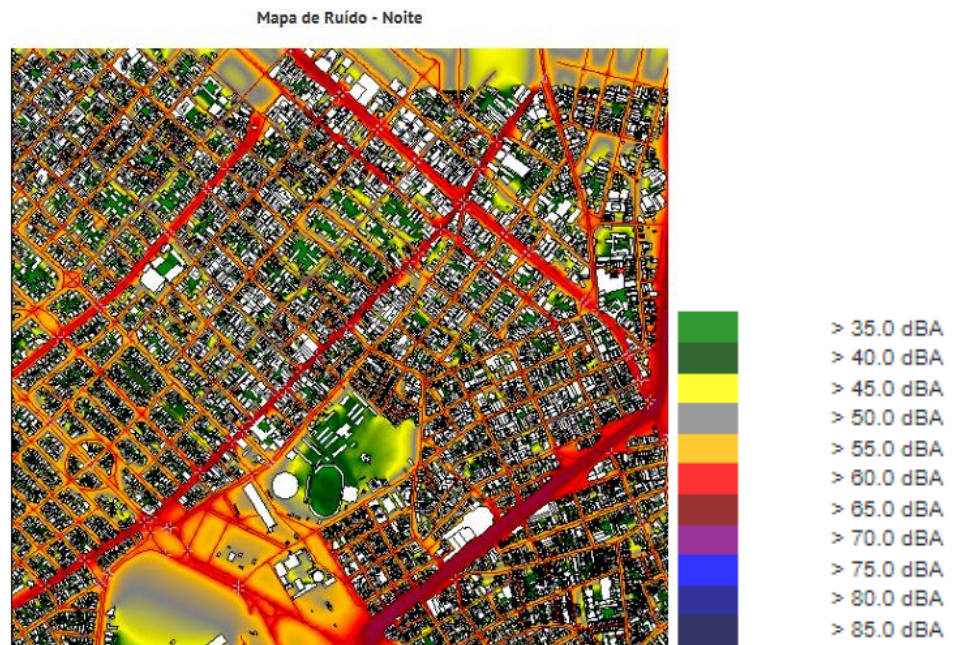 Mapa de Ruído - Noite
> 35.0 dBA
> 40.0 dBA
> 45.0 dBA
> 50.0 dBA
> 55.0 dBA
> 60.0 dBA
> 65.0 dBA
> 70.0 dBA
> 75.0 dBA
> 80.0 dBA
> 85.0 dBA